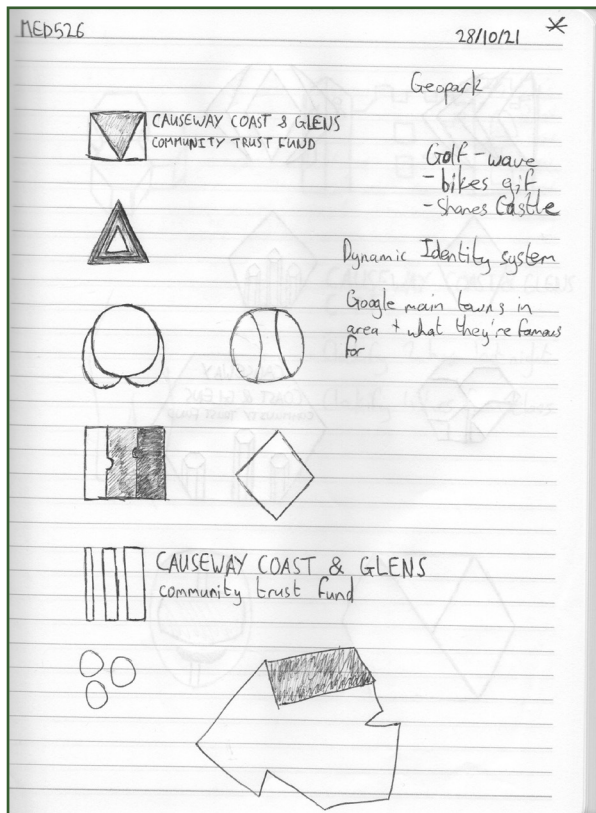 MED526
28/10/21
Geopark
CAUSEWAY COAST & GLENS
COMMUNITY TRUST FUND
Golf - wave
- bikes gif
- Shanes Castle
Dynamic Identity system
Google main towns in
area + what they're famous
for
CAUSEWAY COAST & GLENS
community trust fund